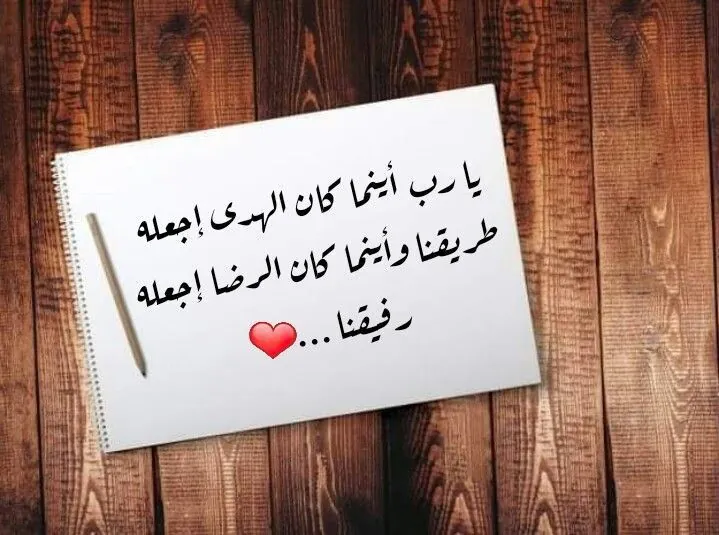 يا رب أينما كان الهدى إجعله
طريقنا وأينما كان الرضا إجعله
رفيقنا...❤